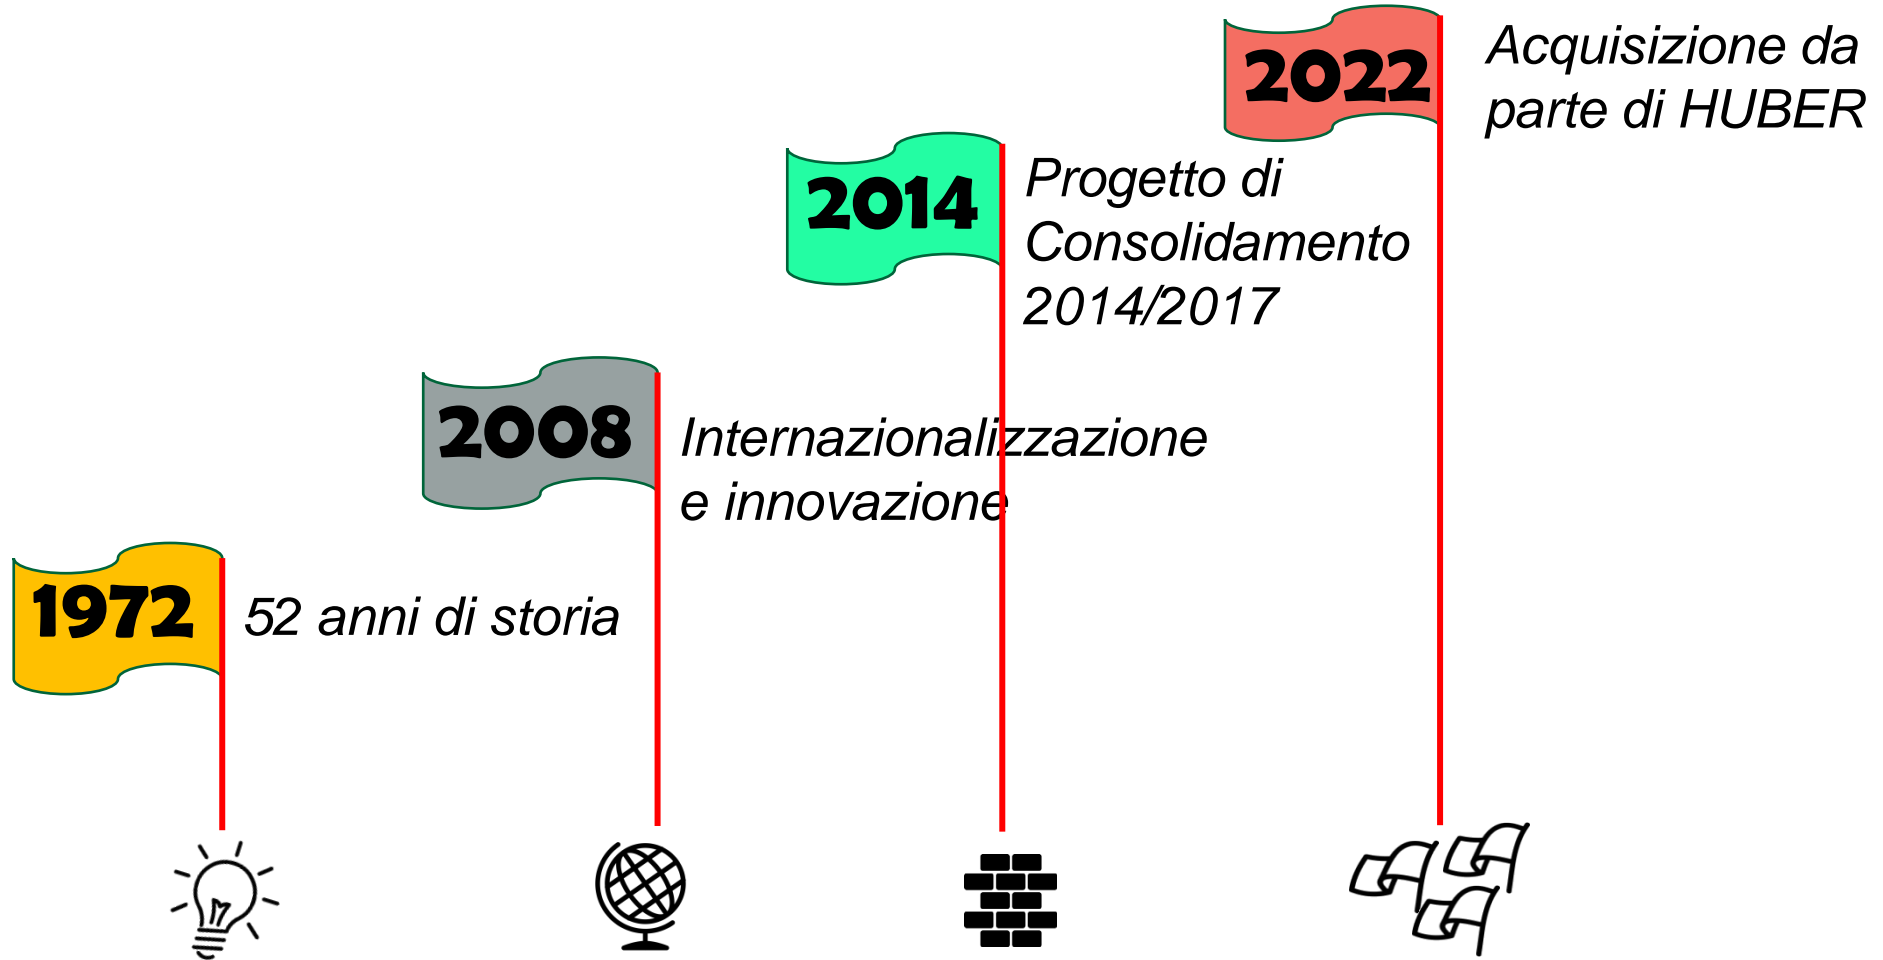 1972
52 anni di storia
2008
Internazionalizzazione
e innovazione
2014
Progetto di
Consolidamento
2014/2017
2022
Acquisizione da
parte di HUBER